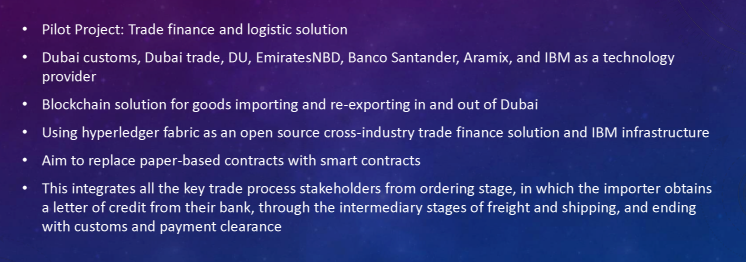 • Pilot Project: Trade finance and logistic solution
• Dubai customs, Dubai trade, DU, EmiratesNBD, Banco Santander, Aramix, and IBM as a technology
provider
• Blockchain solution for goods importing and re-exporting in and out of Dubai
• Using hyperledger fabric as an open source cross-industry trade finance solution and IBM infrastructure
• Aim to replace paper-based contracts with smart contracts
• This integrates all the key trade process stakeholders from ordering stage, in which the importer obtains
a letter of credit from their bank, through the intermediary stages of freight and shipping, and ending
with customs and payment clearance